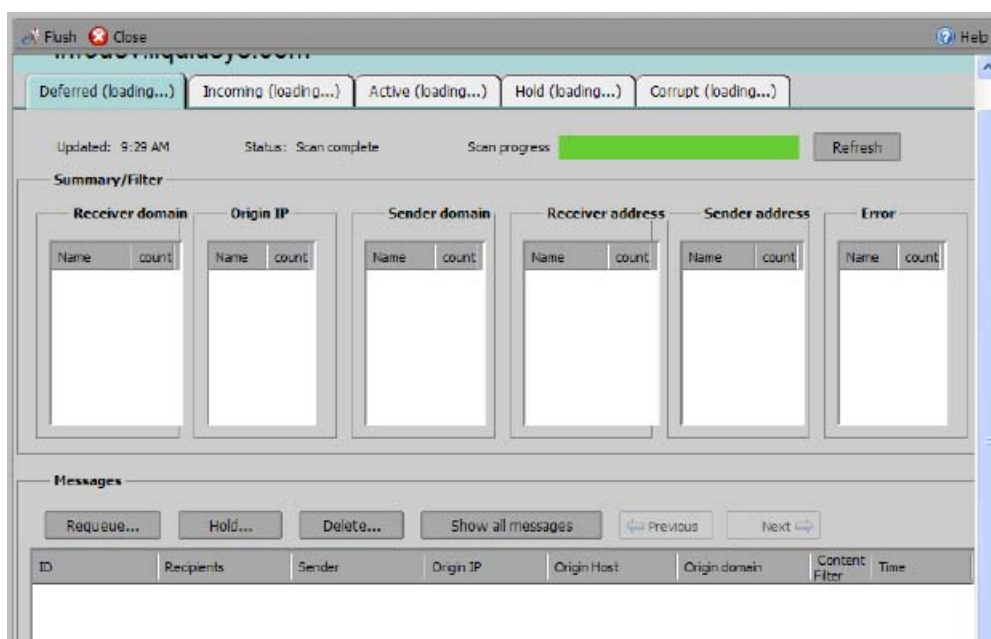 Flush Close Help
Deferred (loading...) Incoming (loading...) Active (loading...) Hold (loading...) Corrupt (loading...)
Updated: 9:29 AM Status: Scan complete Scan progress Refresh
Summary/Filter
Receiver domain Origin IP Sender domain Receiver address Sender address Error
Name count Name count Name count Name count Name count Name count
Messages
Requeue... Hold... Delete... Show all messages Previous Next
ID Recipients Sender Origin IP Origin Host Origin domain Content Filter Time